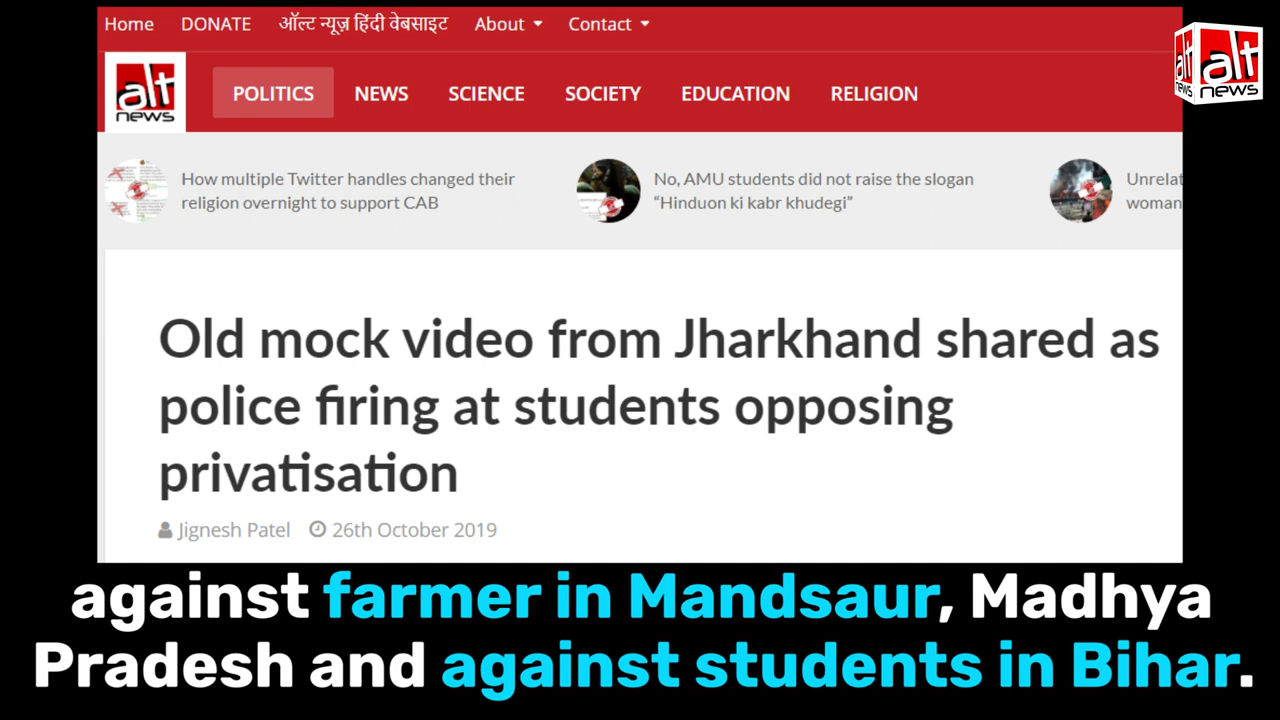 Home DONATE ऑल्ट न्यूज़ हिंदी वेबसाइट About Contact
alt news
POLITICS NEWS SCIENCE SOCIETY EDUCATION RELIGION
alt news
How multiple Twitter handles changed their
religion overnight to support CAB
No, AMU students did not raise the slogan
“Hinduon ki kabr khudegi”
woman
Old mock video from Jharkhand shared as
police firing at students opposing
privatisation
Jignesh Patel 26th October 2019
against farmer in Mandsaur, Madhya
Pradesh and against students in Bihar.